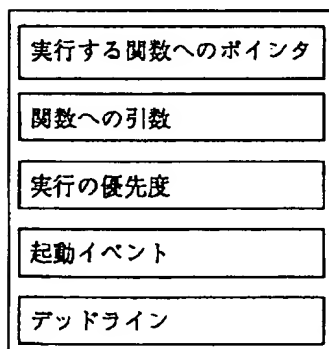 実行する関数へのポインタ
関数への引数
実行の優先度
起動イベント
デッドライン